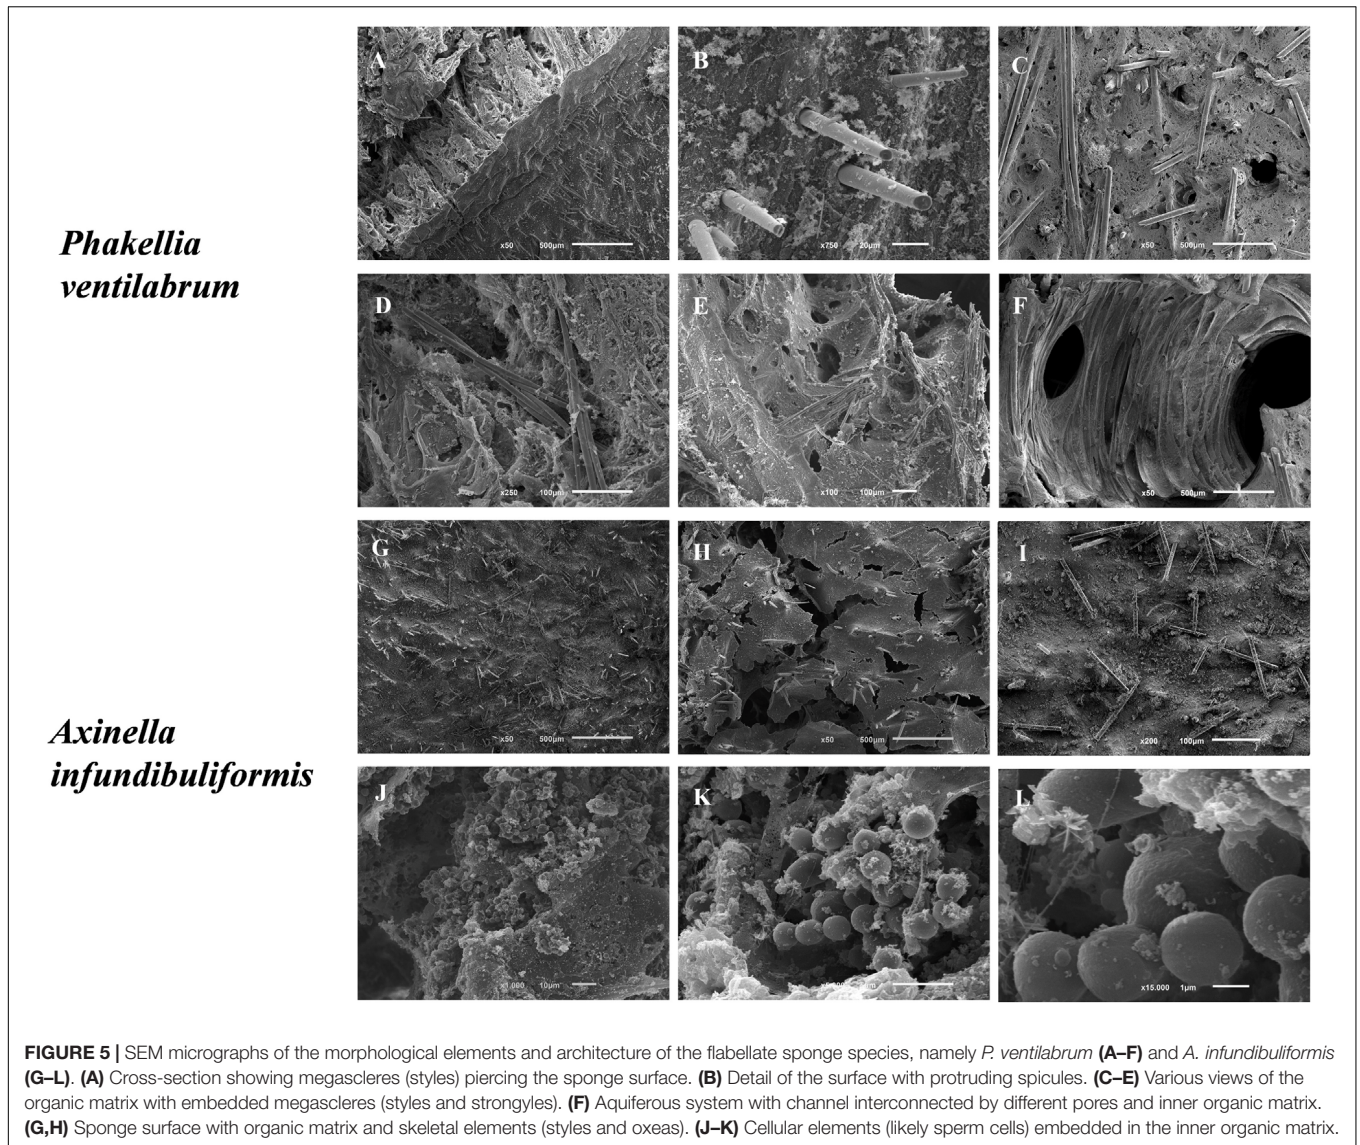 Phakellia
ventilabrum
A
x50 500µm
B
x750 20µm
C
x50 500µm
D
x250 100µm
E
x100 100µm
F
x50 500µm
Axinella
infundibuliformis
G
x50 500µm
H
x50 500µm
I
x200 100µm
J
x1,000 10µm
K
L
x15.000 1µm
FIGURE 5 | SEM micrographs of the morphological elements and architecture of the flabellate sponge species, namely P. ventilabrum (A–F) and A. infundibuliformis
(G–L). (A) Cross-section showing megascleres (styles) piercing the sponge surface. (B) Detail of the surface with protruding spicules. (C–E) Various views of the
organic matrix with embedded megascleres (styles and strongyles). (F) Aquiferous system with channel interconnected by different pores and inner organic matrix.
(G,H) Sponge surface with organic matrix and skeletal elements (styles and oxeas). (J–K) Cellular elements (likely sperm cells) embedded in the inner organic matrix.